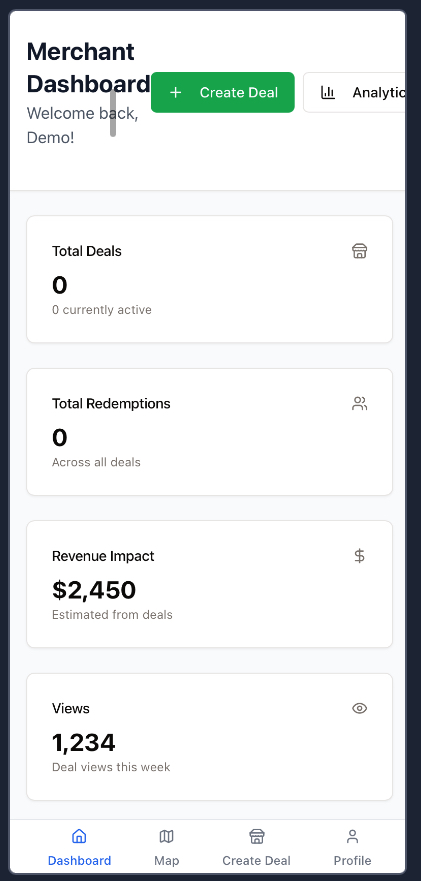 Merchant
Dashboard
Welcome back,
Demo!
Create Deal
Analytic
Total Deals
0
0 currently active
Total Redemptions
0
Across all deals
Revenue Impact
$2,450
Estimated from deals
Views
1,234
Deal views this week
Dashboard
Map
Create Deal
Profile